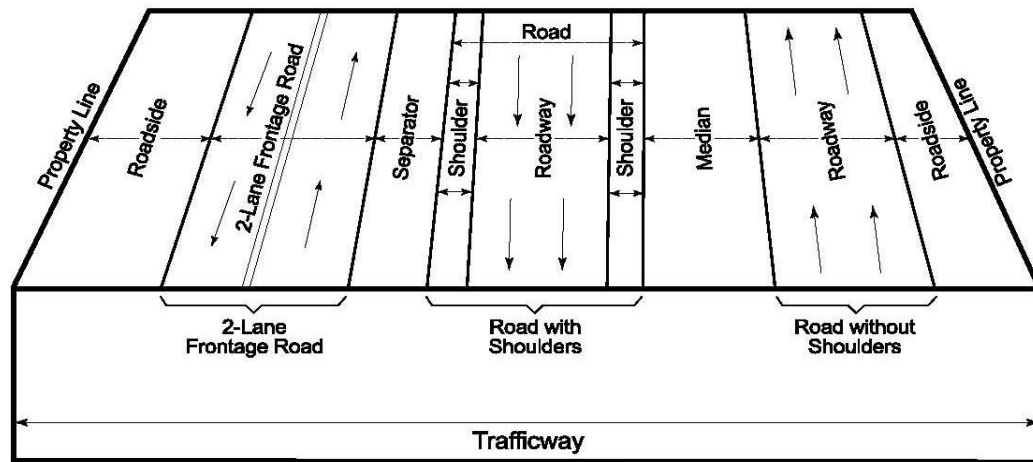 Road
Property Line
Roadside
2-Lane Frontage Road
Separator
Shoulder
Roadway
Shoulder
Median
Roadway
Roadside
Property Line
2-Lane
Frontage Road
Road with
Shoulders
Road without
Shoulders
Trafficway